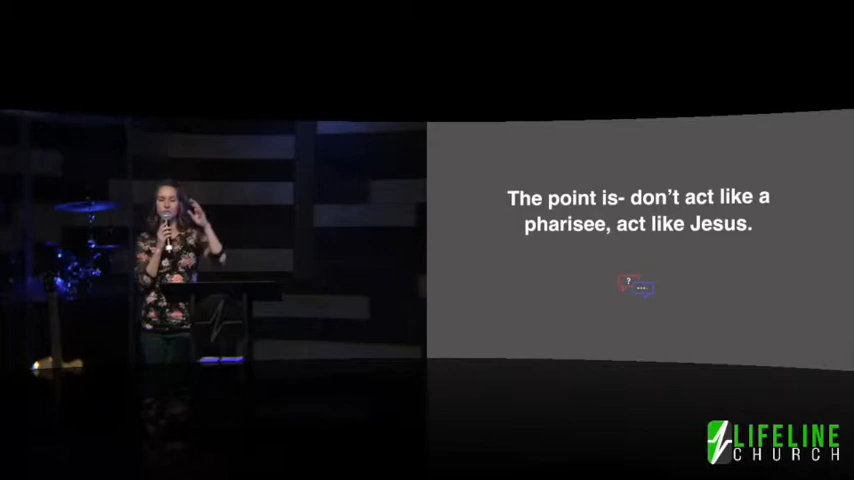 The point is- don't act like a
pharisee, act like Jesus.
?
LIFELINE
CHURCH